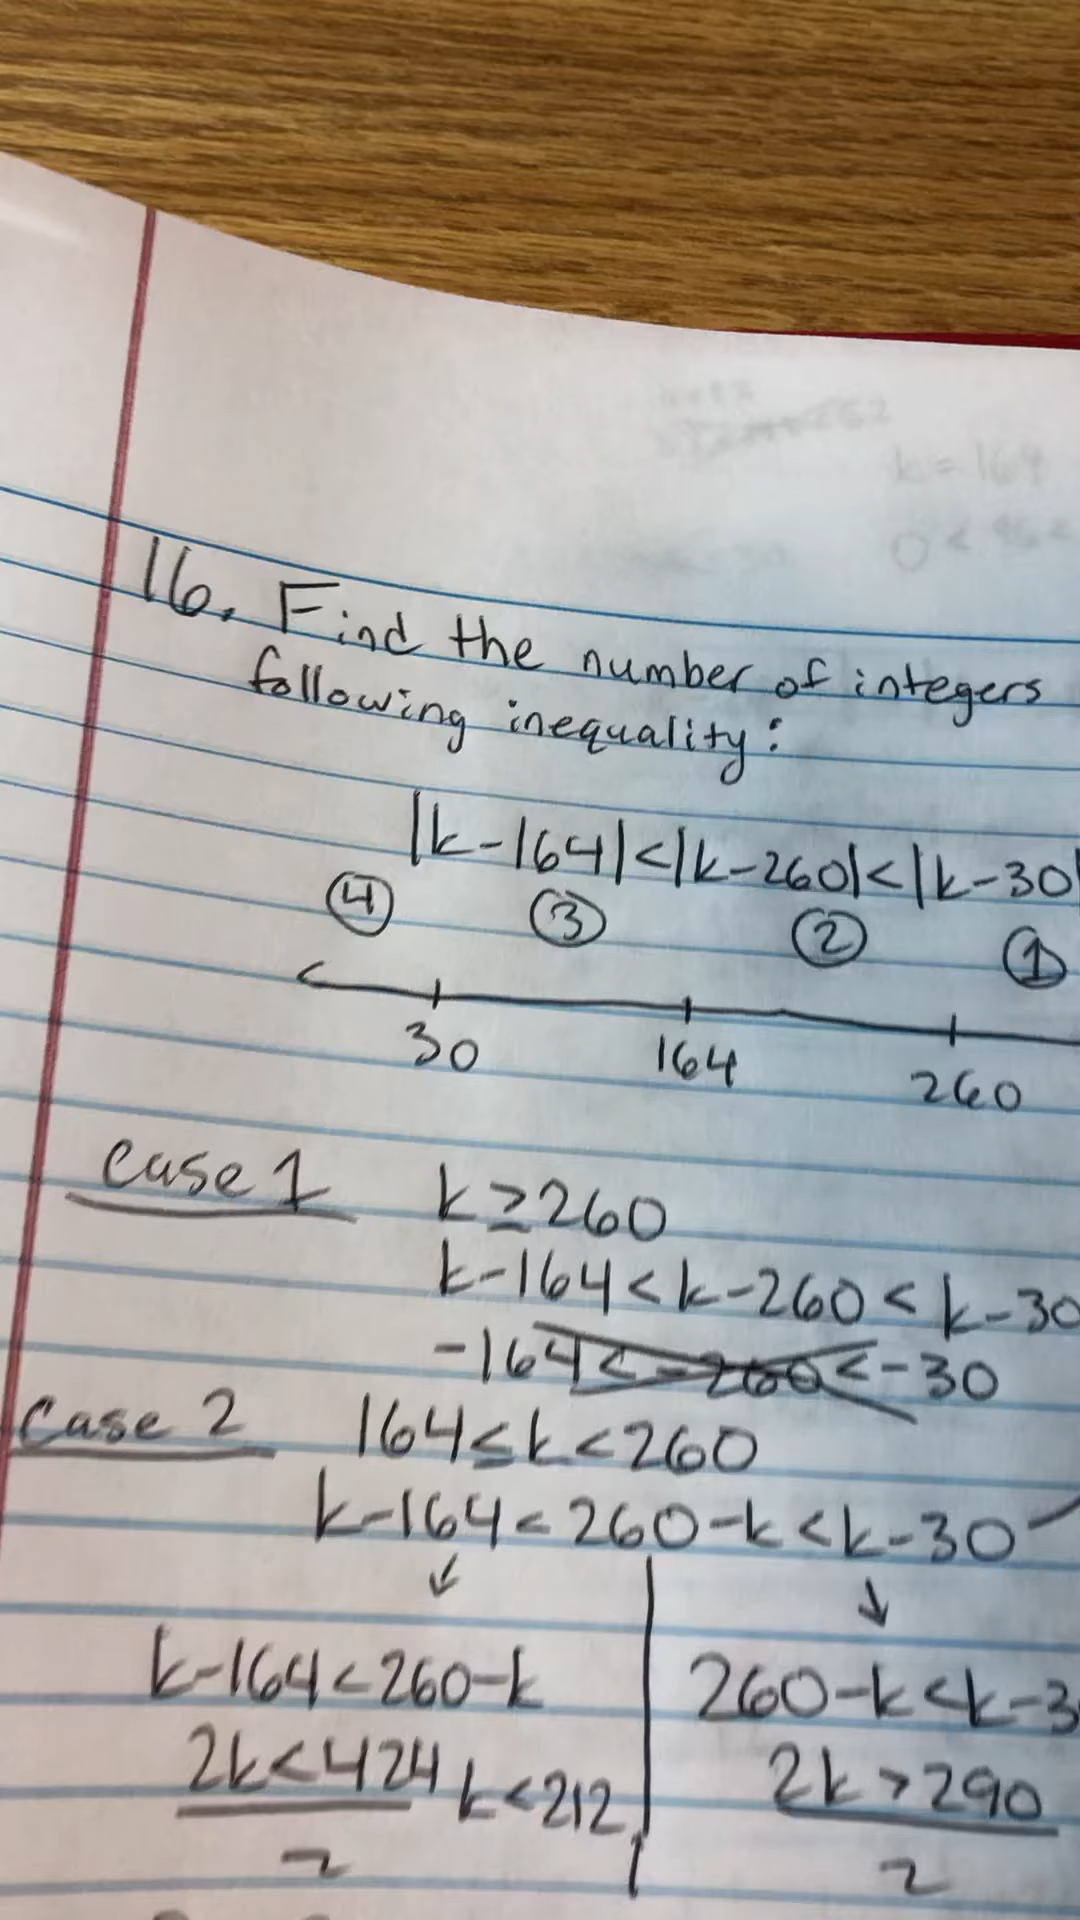 16. Find the number of integers
following inequality:
|k-164|<|k-260|<|k-30|
④ ③ ② ①
30 164 260
case 1 k≥260
k-164<k-260<k-30
-164<-260<-30
case 2 164≤k<260
k-164<260-k<k-30
k-164<260-k
260-k<k-3
2k<424 k<212
2
2k>290
2